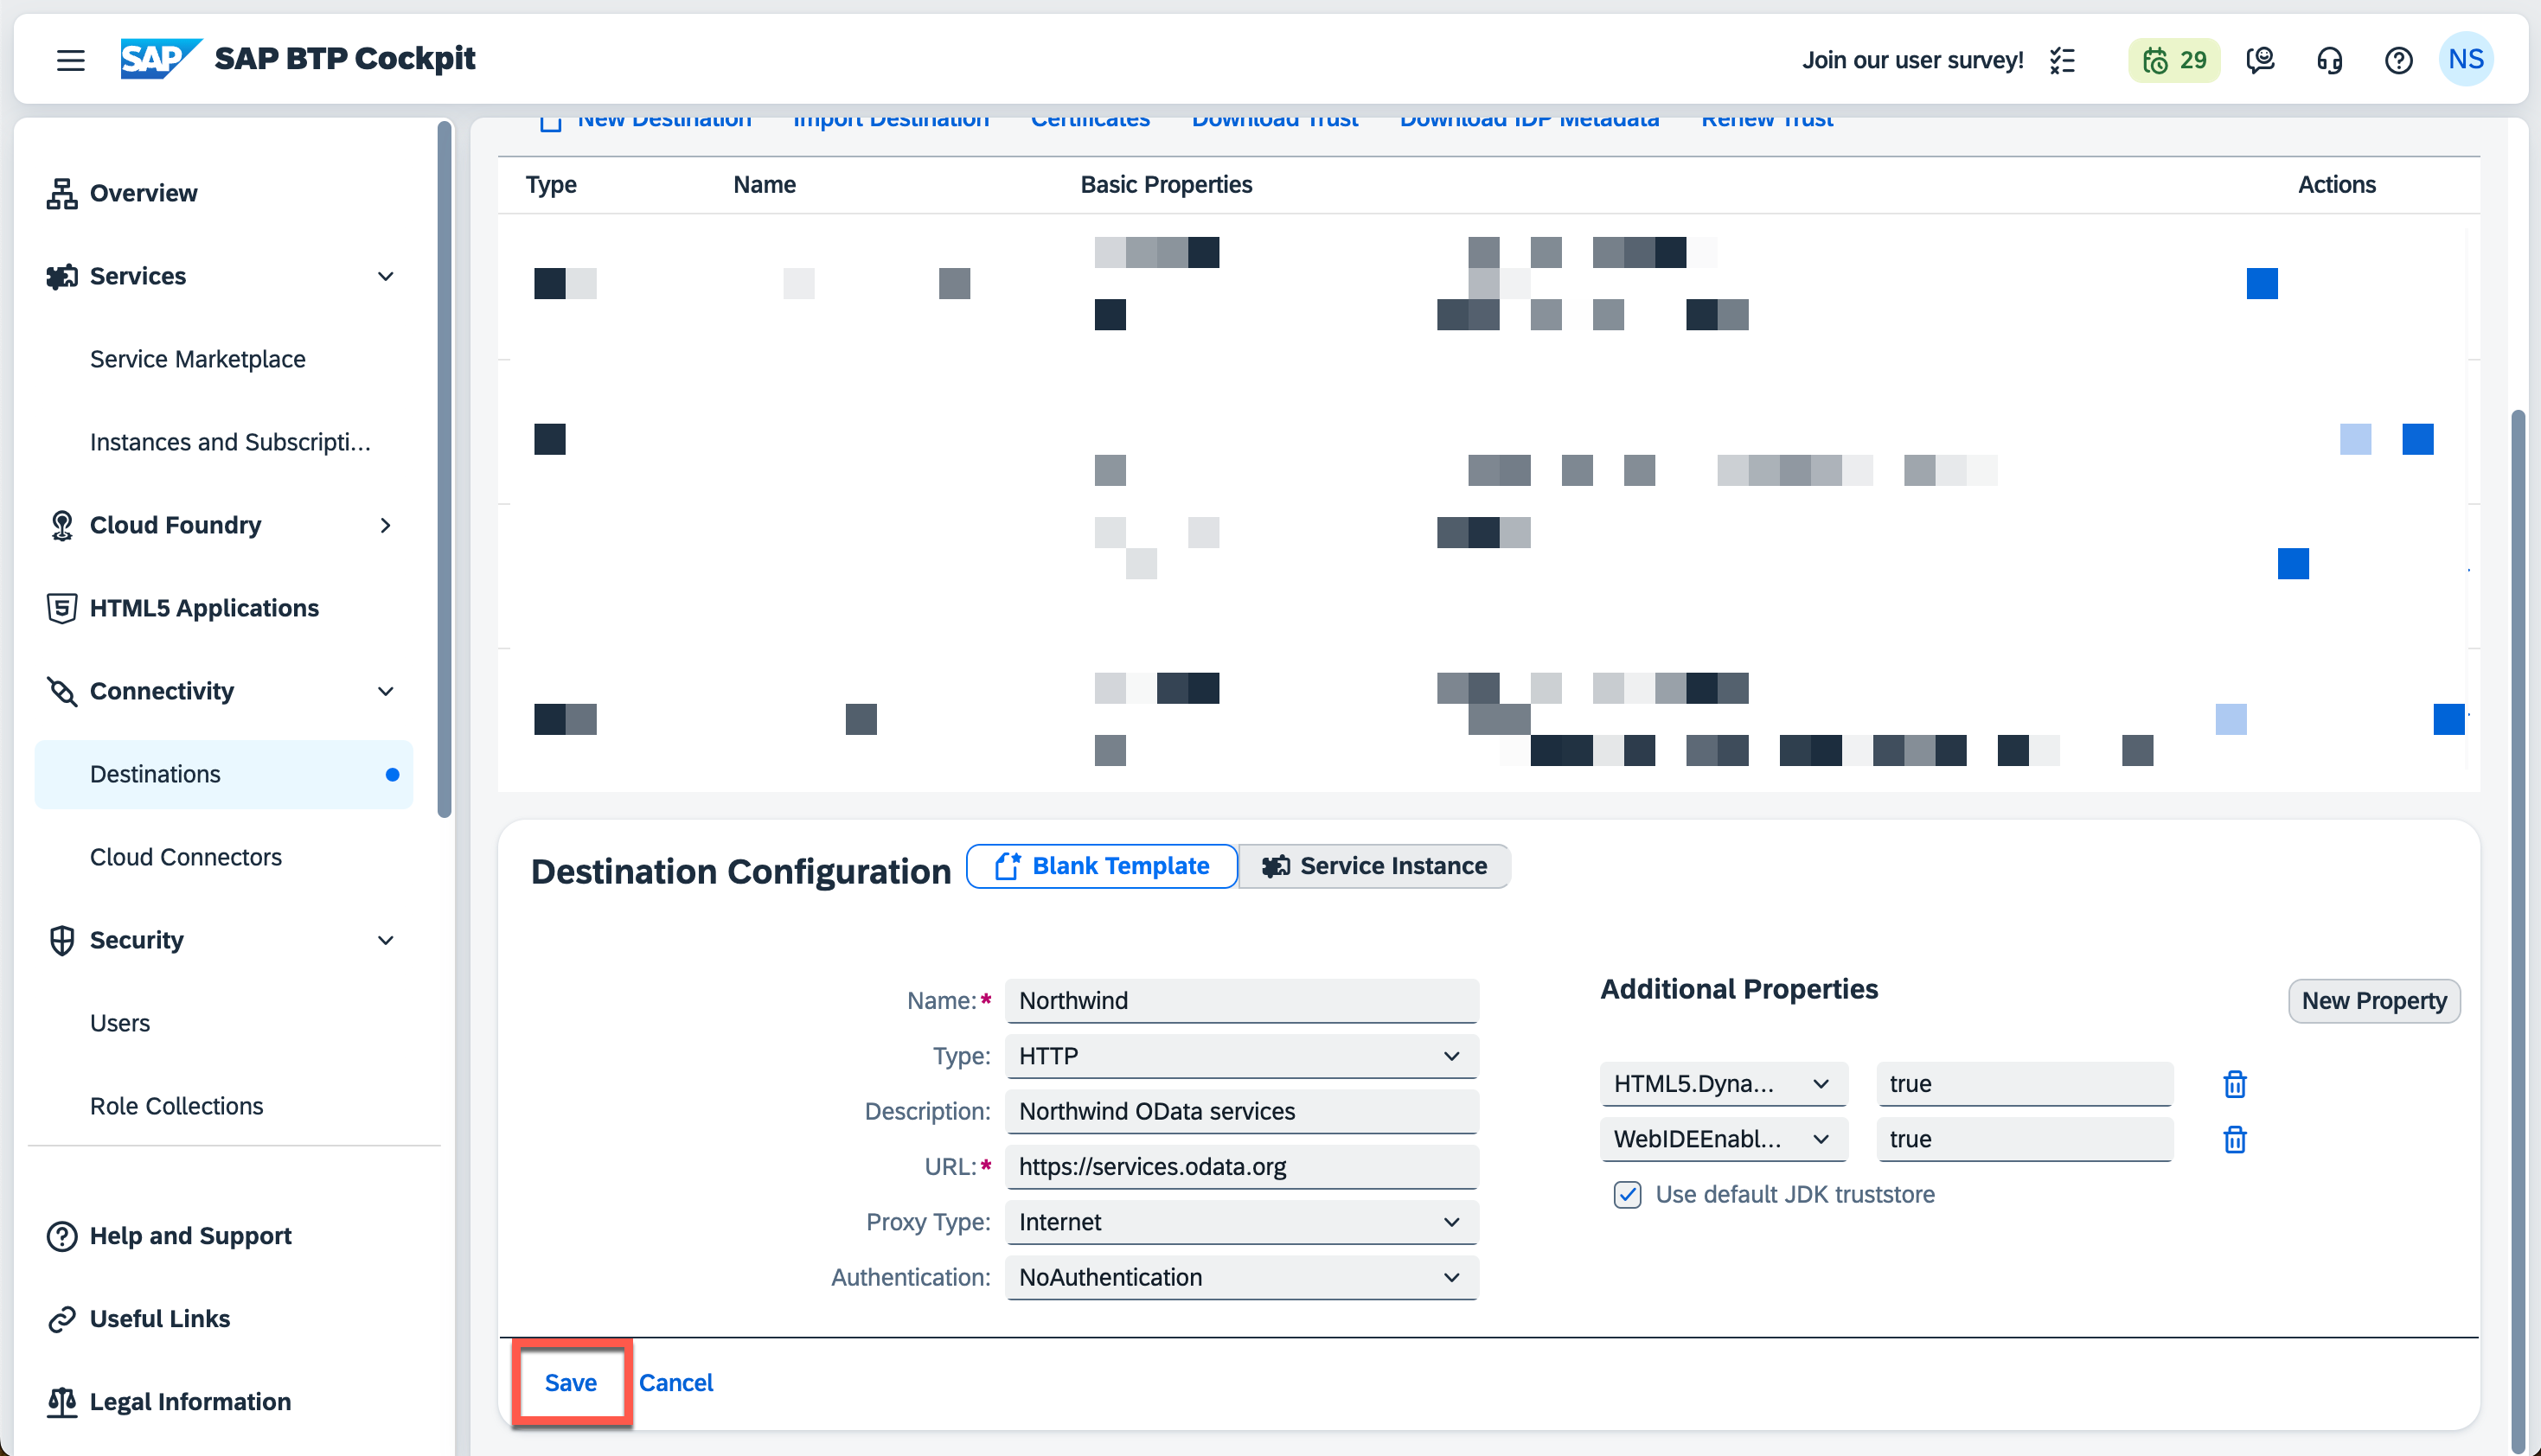 SAP SAP BTP Cockpit
Join our user survey!
29
NS
New Destination Import Destination Certificates Download Trust Download IDP Metadata Renew Trust
Overview
Services
Service Marketplace
Instances and Subscripti...
Cloud Foundry
HTML5 Applications
Connectivity
Destinations
Cloud Connectors
Security
Users
Role Collections
Help and Support
Useful Links
Legal Information
Type Name Basic Properties Actions
Destination Configuration Blank Template Service Instance
Name:* Northwind
Type: HTTP
Description: Northwind OData services
URL:* https://services.odata.org
Proxy Type: Internet
Authentication: NoAuthentication
Additional Properties New Property
HTML5.Dyna... true
WebIDEEnabl... true
Use default JDK truststore
Save Cancel